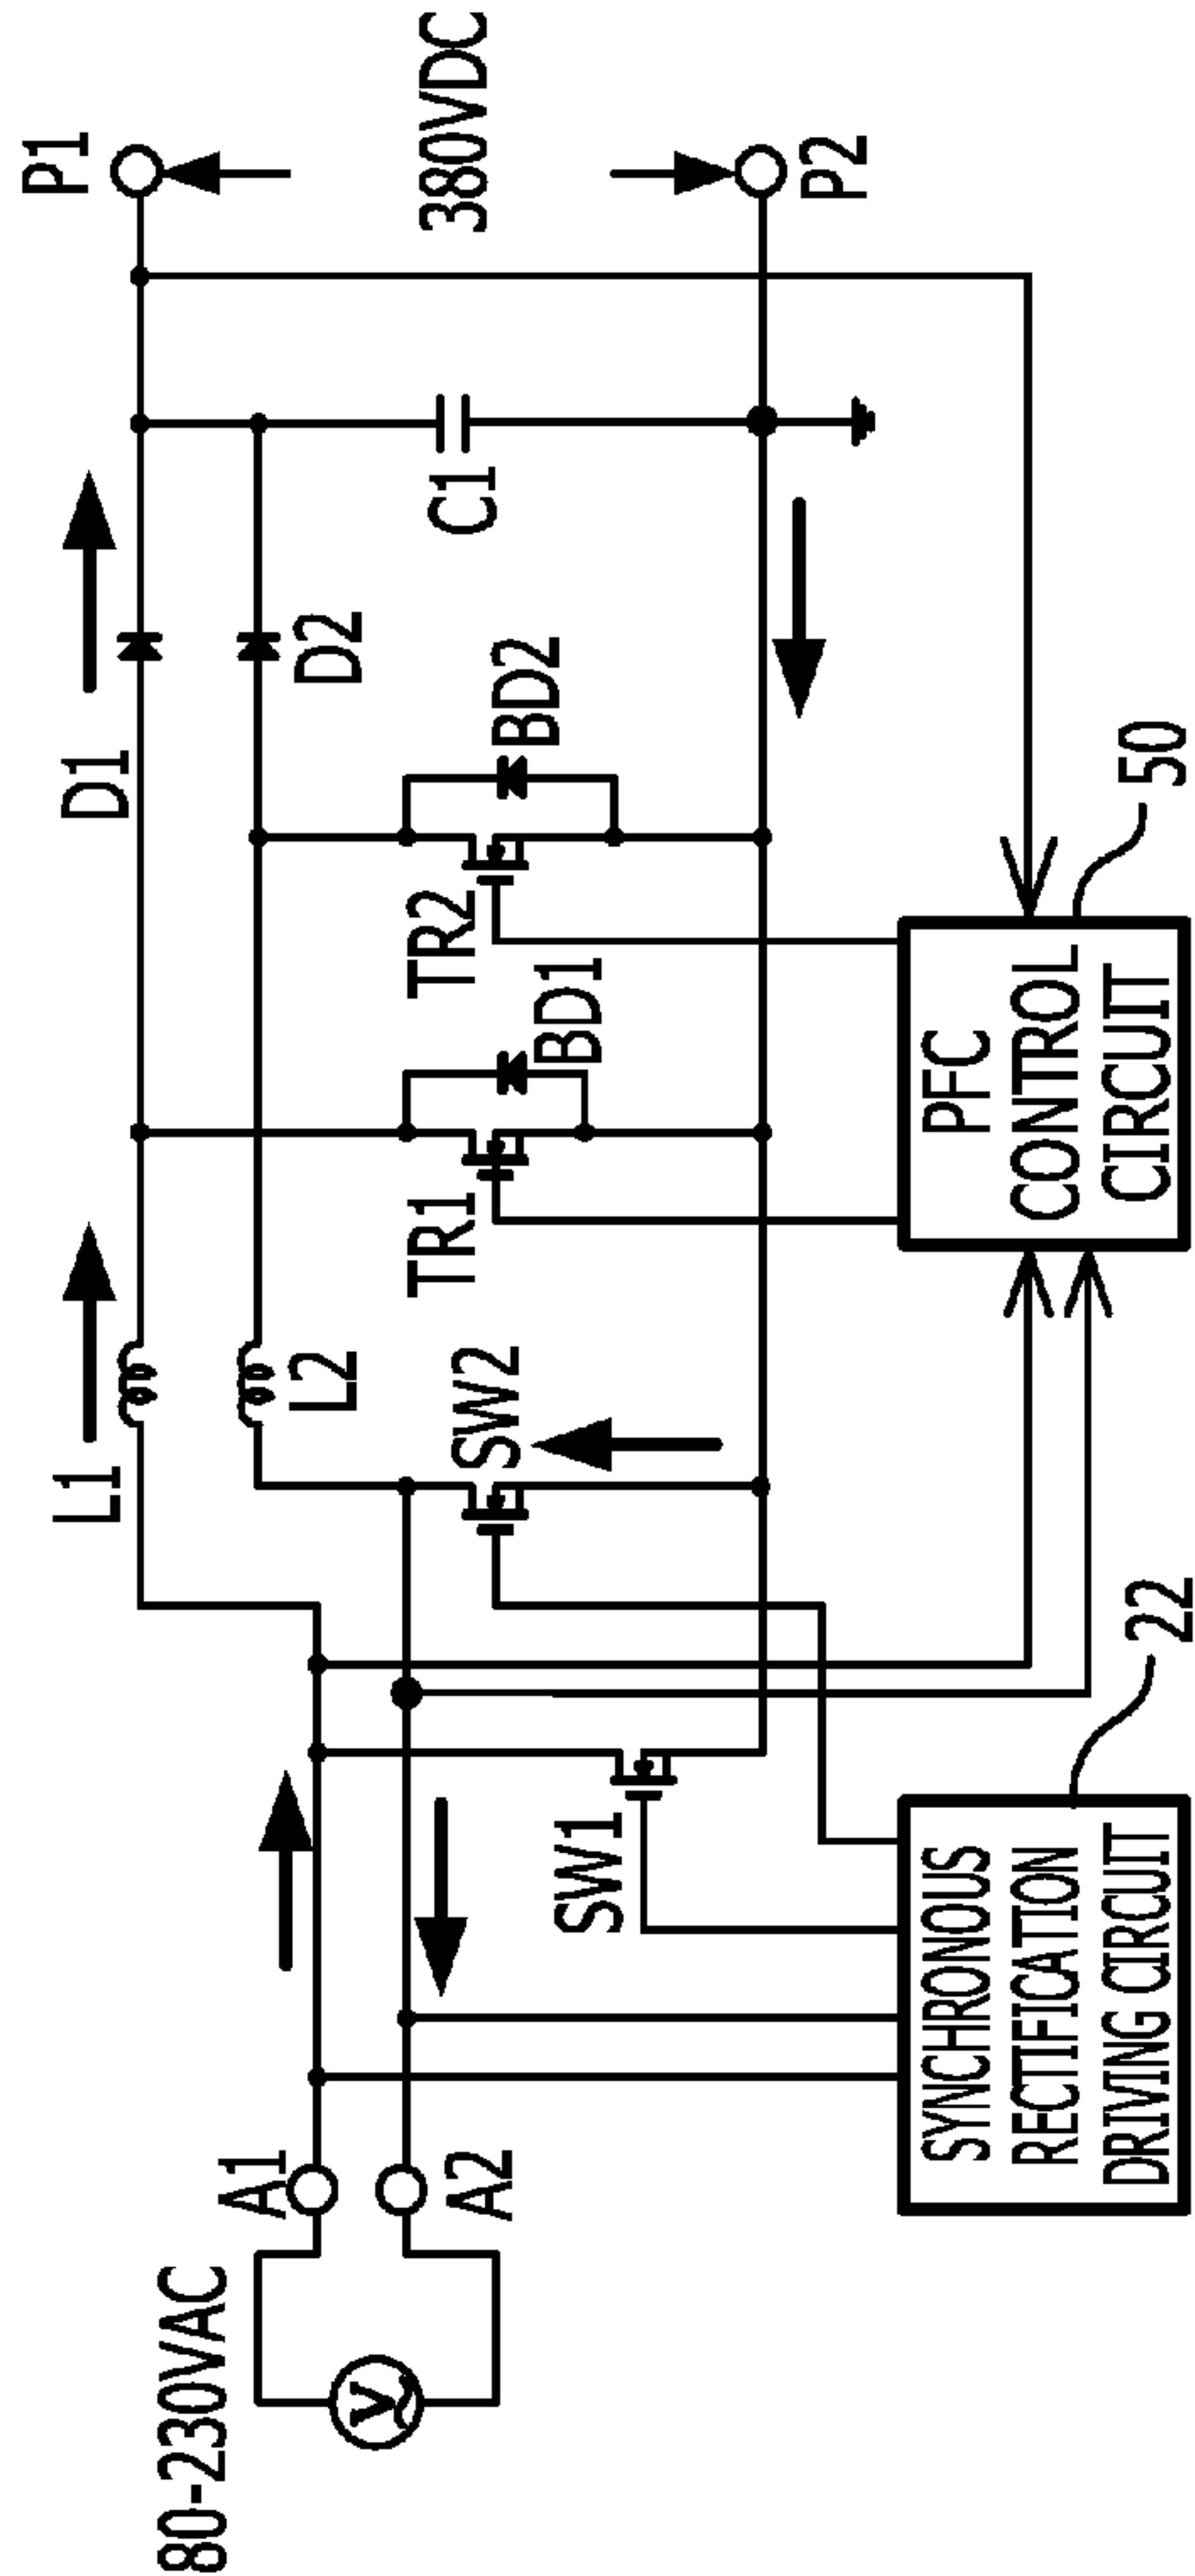 80-230VAC
A1
A2
L1
L2
D1
D2
P1
380VDC
P2
SW1
SW2
TR1
BD1
TR2
BD2
C1
SYNCHRONOUS
RECTIFICATION
DRIVING CIRCUIT
22
PFC
CONTROL
CIRCUIT
50
V